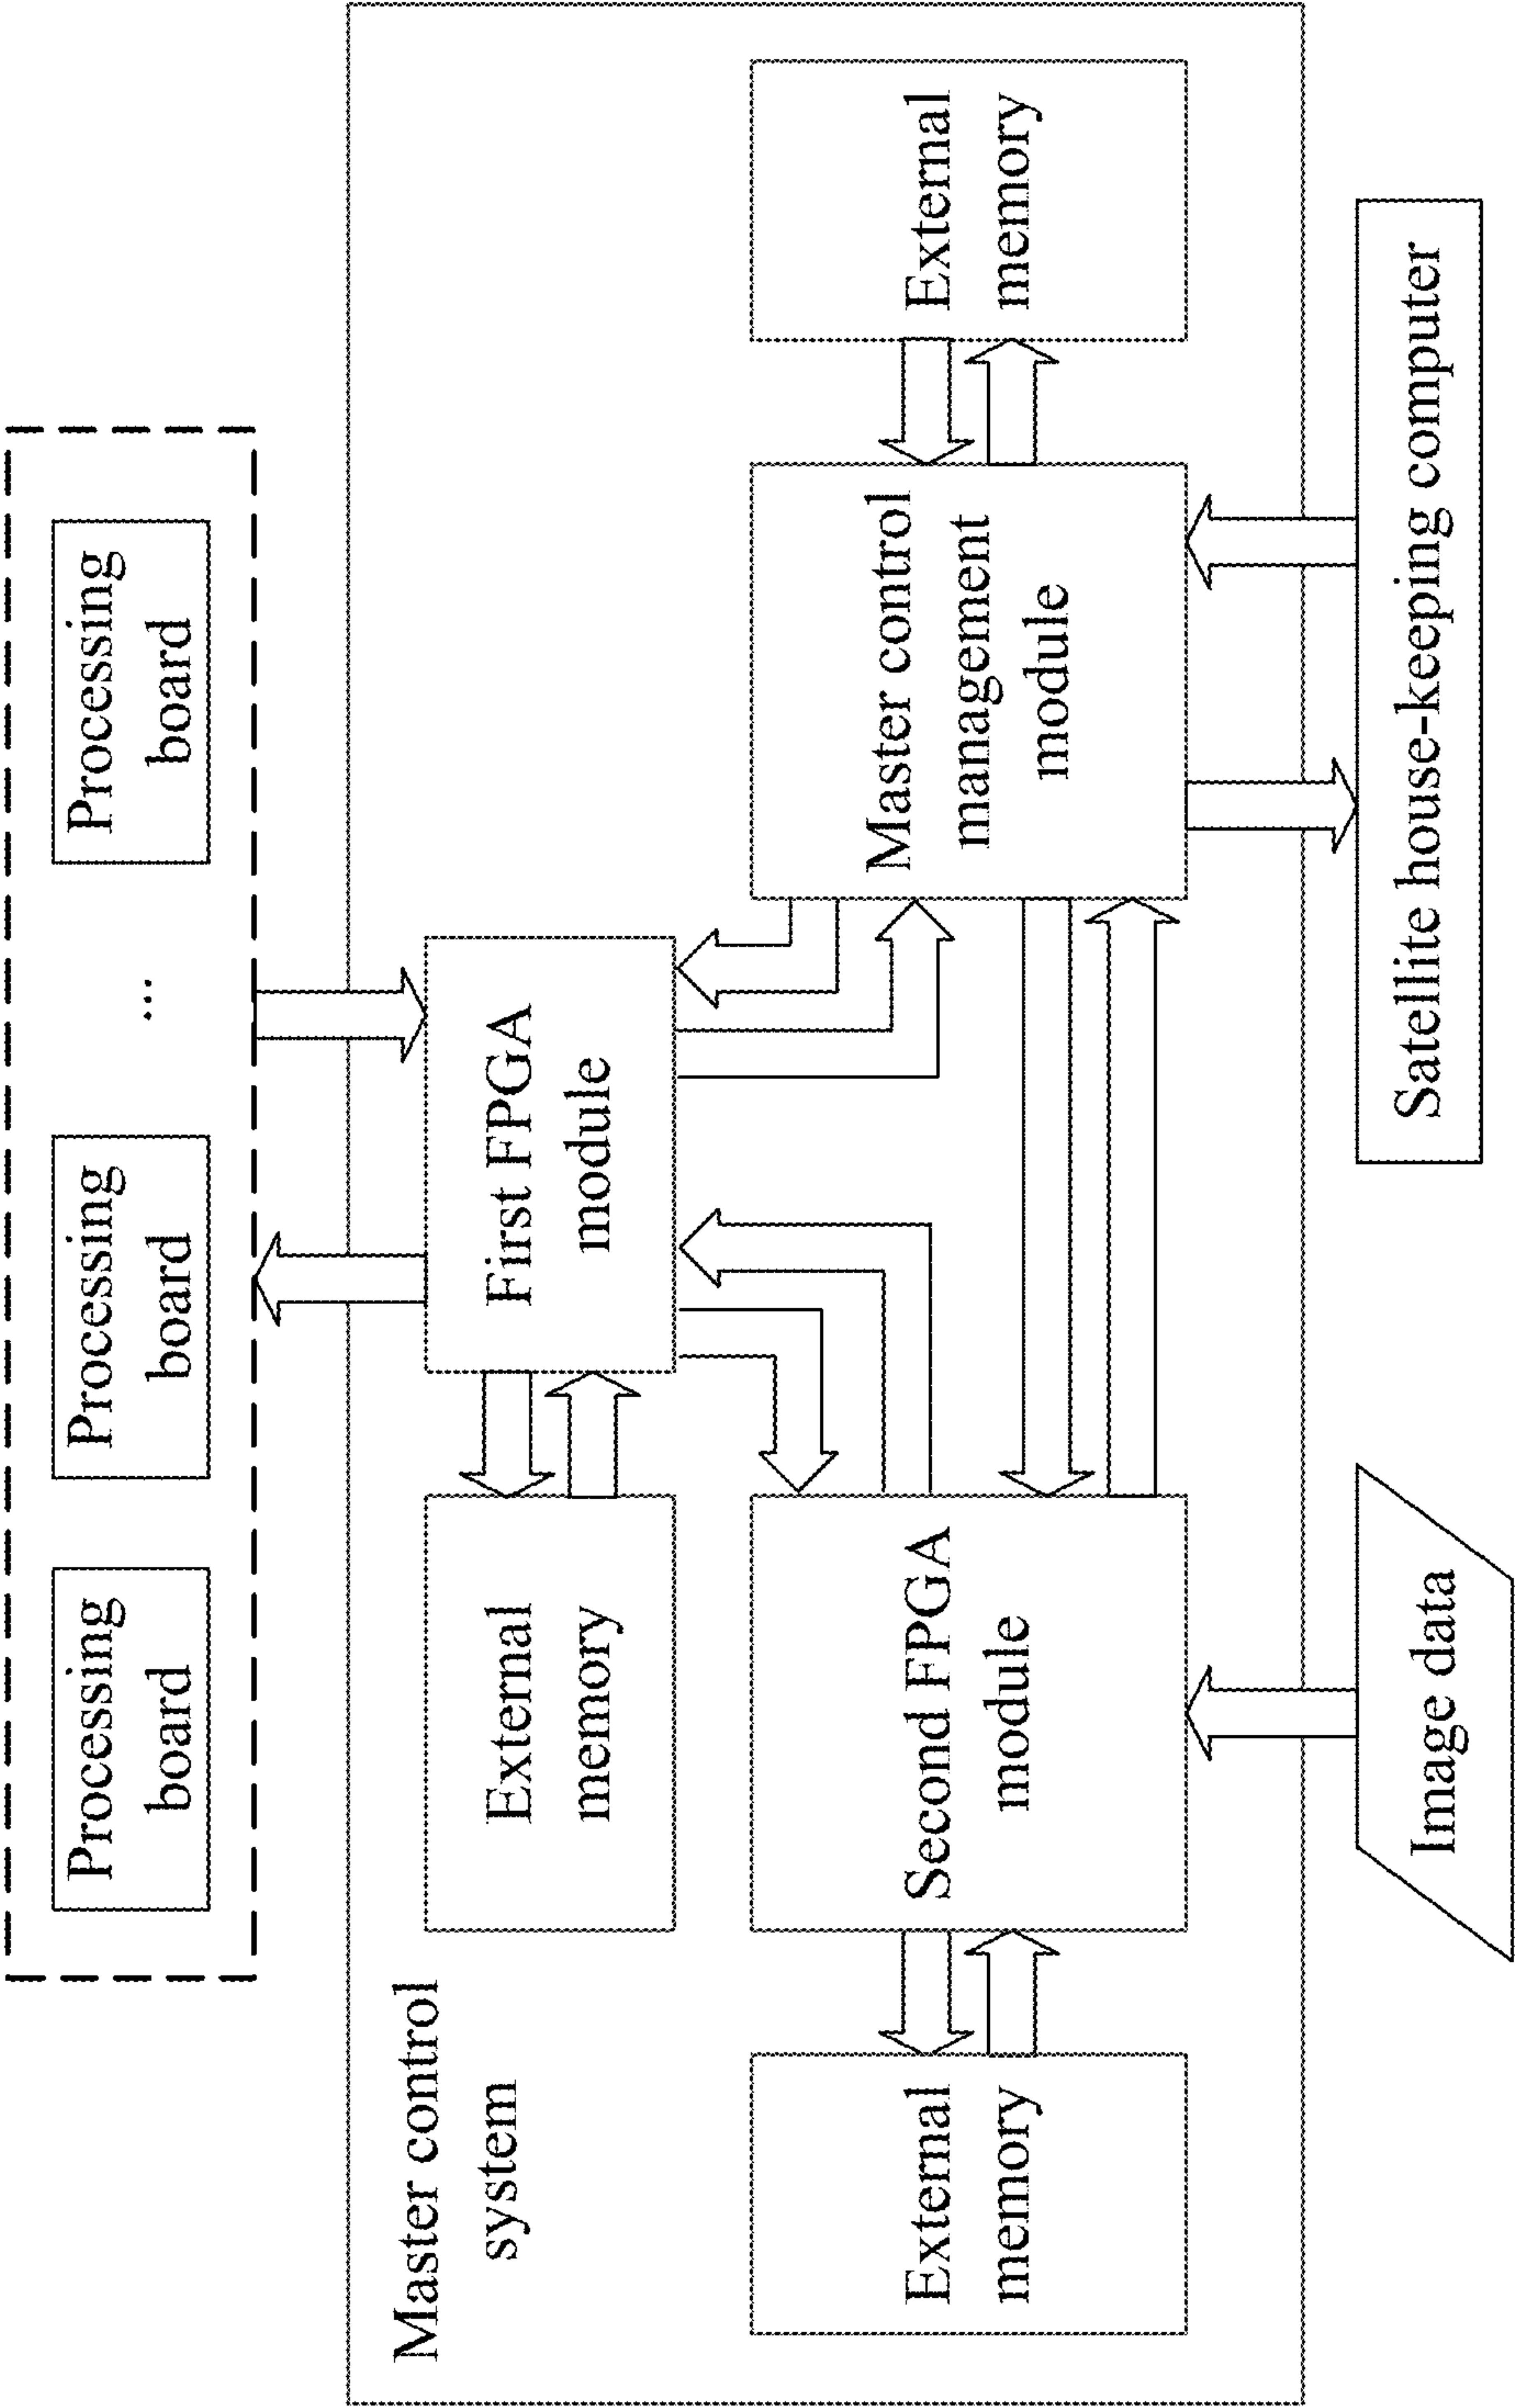 Processing
board
Processing
board
...
Processing
board
Master control
system
External
memory
First FPGA
module
External
memory
Second FPGA
module
Master control
management
module
External
memory
Image data
Satellite house-keeping computer